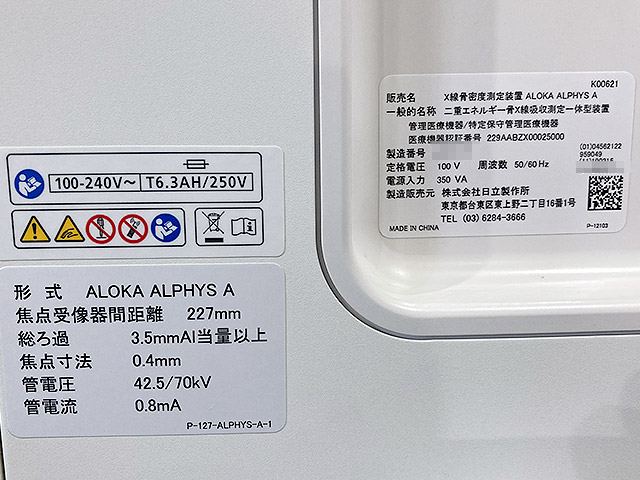 100-240V～ T6.3AH/250V
形 式 ALOKA ALPHYS A
焦点受像器間距離 227mm
総ろ過 3.5mmAl当量以上
焦点寸法 0.4mm
管電圧 42.5/70kV
管電流 0.8mA
P-127-ALPHYS-A-1
K00621
販売名 X線骨密度測定装置 ALOKA ALPHYS A
一般的名称 二重エネルギー骨X線吸収測定一体型装置
管理医療機器/特定保守管理医療機器
医療機器認証番号 229AABZX00025000
製造番号
定格電圧 100 V 周波数 50/60 Hz
電源入力 350 VA
製造販売元 株式会社日立製作所
東京都台東区東上野二丁目16番1号
TEL (03) 6284-3666
MADE IN CHINA
(01)04562122
959049
P-12103